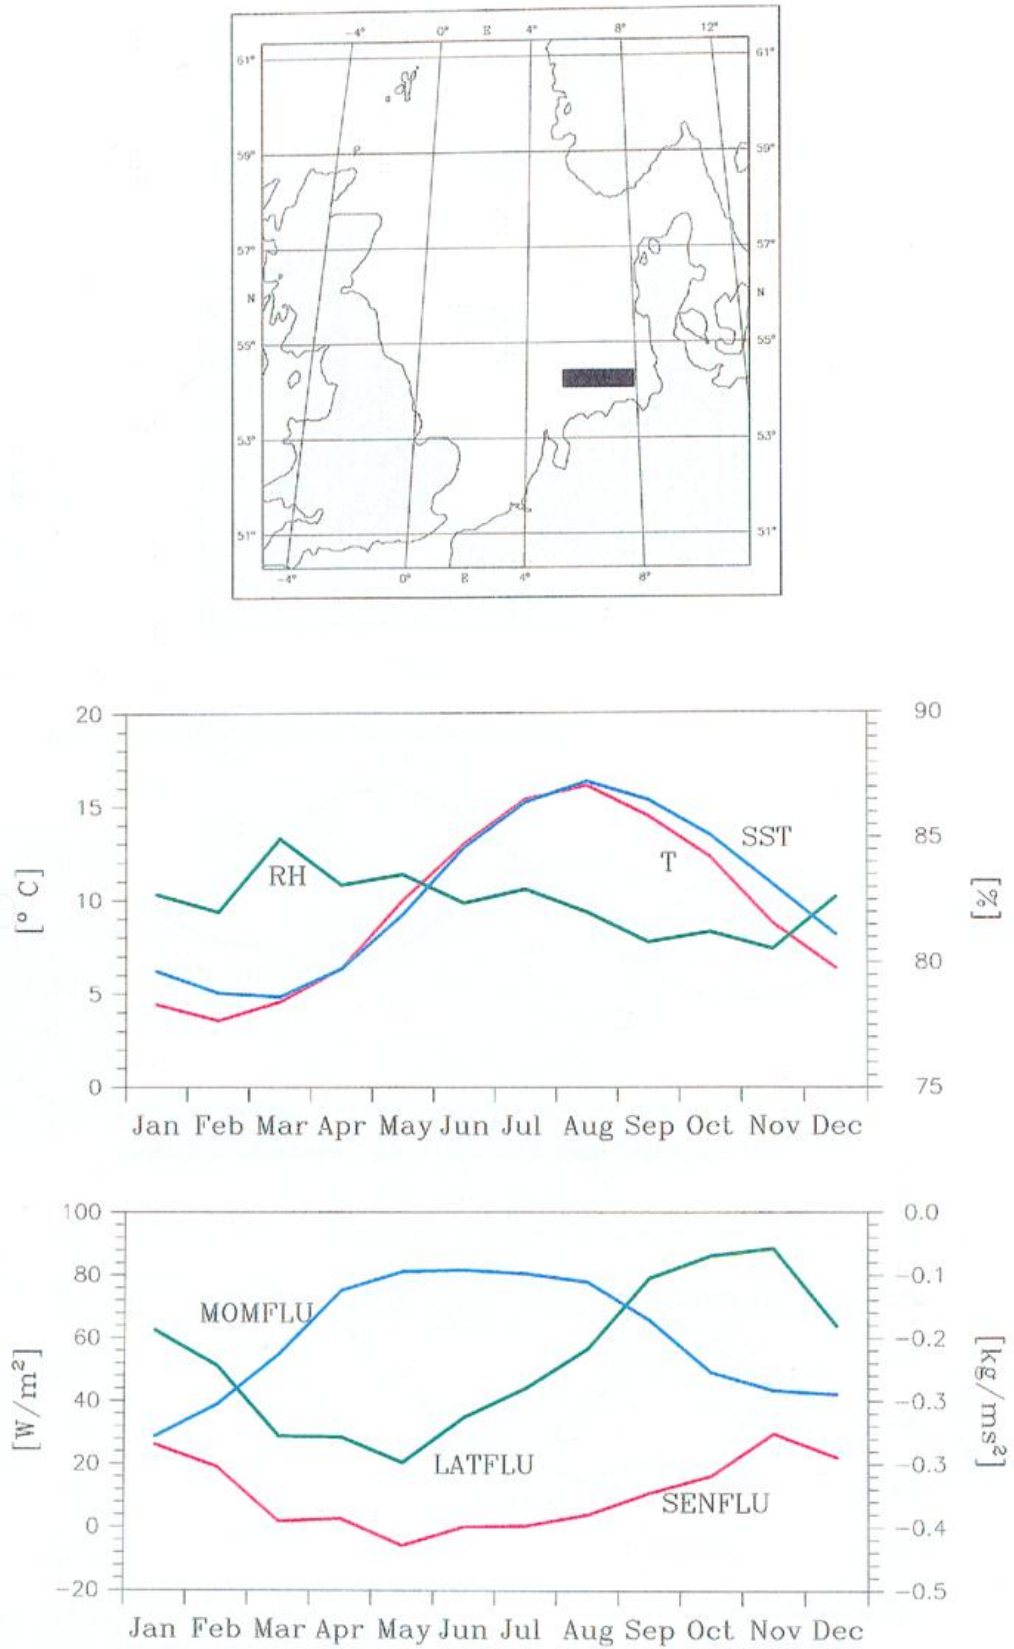 -4° 0° E 4° 8° 12°
61° 61°
59° 59°
57° 57°
N N
55° 55°
53° 53°
51° 51°
-4° 0° E 4° 8°
20 90
15 85
SST
T
RH
10
[° C] [%]
80
5
0 75
Jan Feb Mar Apr May Jun Jul Aug Sep Oct Nov Dec
100 0.0
80 -0.1
MOMFLU
60 -0.2
[W/m²] [kg/ms²]
40 -0.3
LATFLU
20 -0.3
SENFLU
0 -0.4
-20 -0.5
Jan Feb Mar Apr May Jun Jul Aug Sep Oct Nov Dec